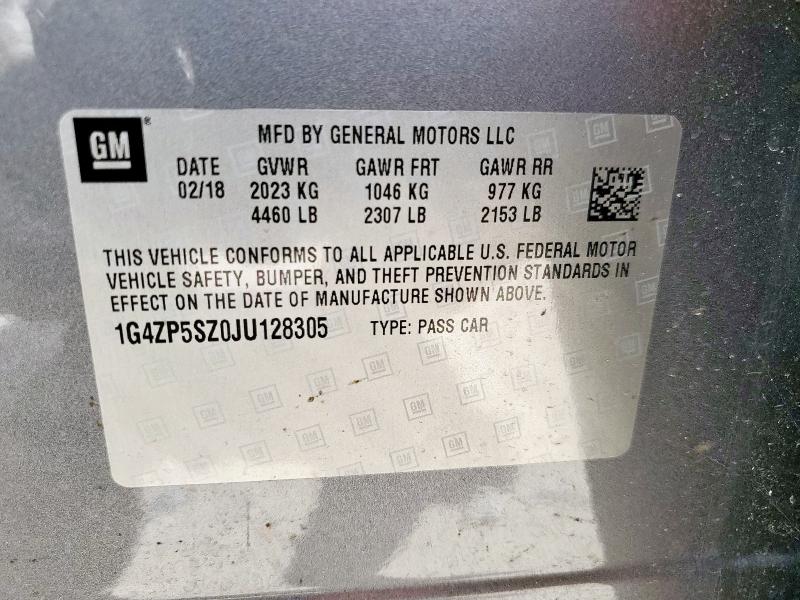 GM
MFD BY GENERAL MOTORS LLC
DATE GVWR GAWR FRT GAWR RR
02/18 2023 KG 1046 KG 977 KG
4460 LB 2307 LB 2153 LB
THIS VEHICLE CONFORMS TO ALL APPLICABLE U.S. FEDERAL MOTOR
VEHICLE SAFETY, BUMPER, AND THEFT PREVENTION STANDARDS IN
EFFECT ON THE DATE OF MANUFACTURE SHOWN ABOVE.
1G4ZP5SZ0JU128305 TYPE: PASS CAR